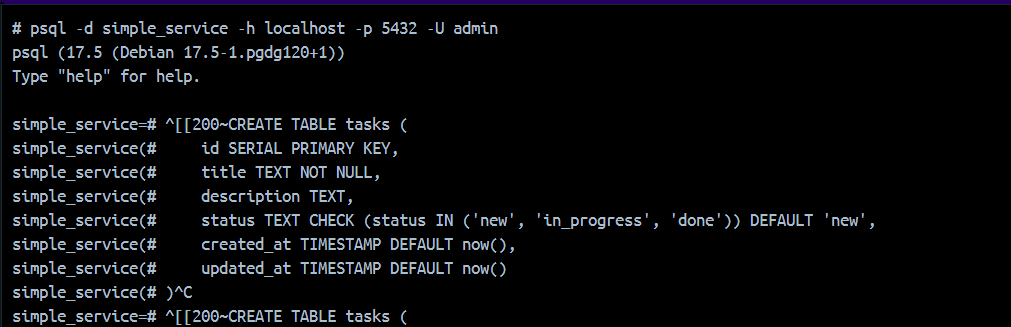 # psql -d simple_service -h localhost -p 5432 -U admin
psql (17.5 (Debian 17.5-1.pgdg120+1))
Type "help" for help.

simple_service=# ^[[200~CREATE TABLE tasks (
simple_service(#     id SERIAL PRIMARY KEY,
simple_service(#     title TEXT NOT NULL,
simple_service(#     description TEXT,
simple_service(#     status TEXT CHECK (status IN ('new', 'in_progress', 'done')) DEFAULT 'new',
simple_service(#     created_at TIMESTAMP DEFAULT now(),
simple_service(#     updated_at TIMESTAMP DEFAULT now()
simple_service(# )^C
simple_service=# ^[[200~CREATE TABLE tasks (